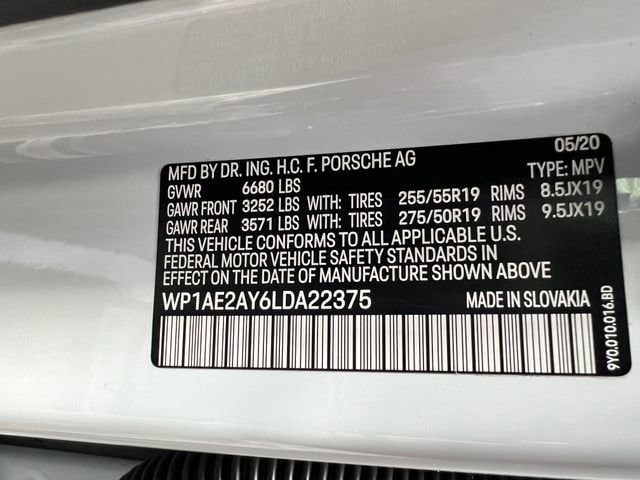 05/20
MFD BY DR. ING. H.C. F. PORSCHE AG TYPE: MPV
GVWR 6680 LBS
GAWR FRONT 3252 LBS WITH: TIRES 255/55R19 RIMS 8.5JX19
GAWR REAR 3571 LBS WITH: TIRES 275/50R19 RIMS 9.5JX19
THIS VEHICLE CONFORMS TO ALL APPLICABLE U.S.
FEDERAL MOTOR VEHICLE SAFETY STANDARDS IN
EFFECT ON THE DATE OF MANUFACTURE SHOWN ABOVE
WP1AE2AY6LDA22375 MADE IN SLOVAKIA
9Y0.010.016.BD